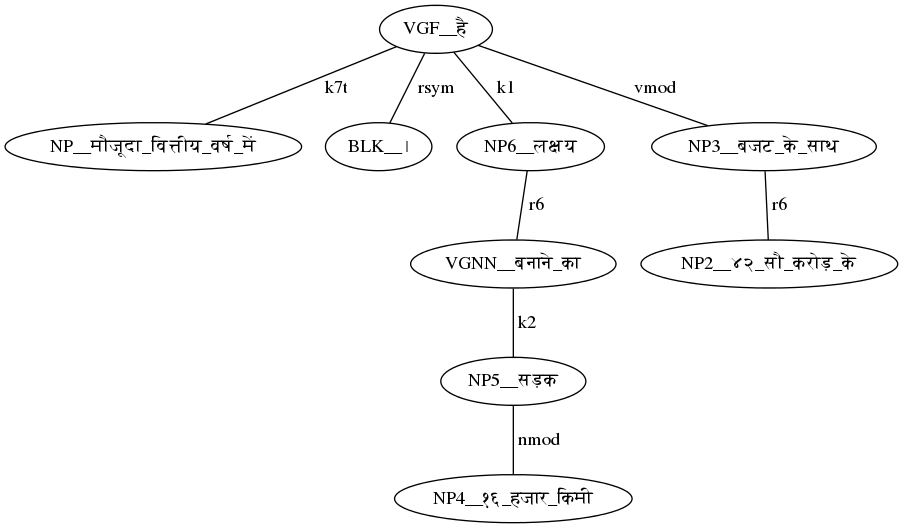 VGF__है
k7t rsym k1 vmod
NP__मौजूदा_वित्तीय_वर्ष_में BLK__। NP6__लक्षय NP3__बजट_के_साथ
r6 r6
VGNN__बनाने_का NP2__४२_सौ_करोड़_के
k2
NP5__सड़क
nmod
NP4__१६_हजार_किमी